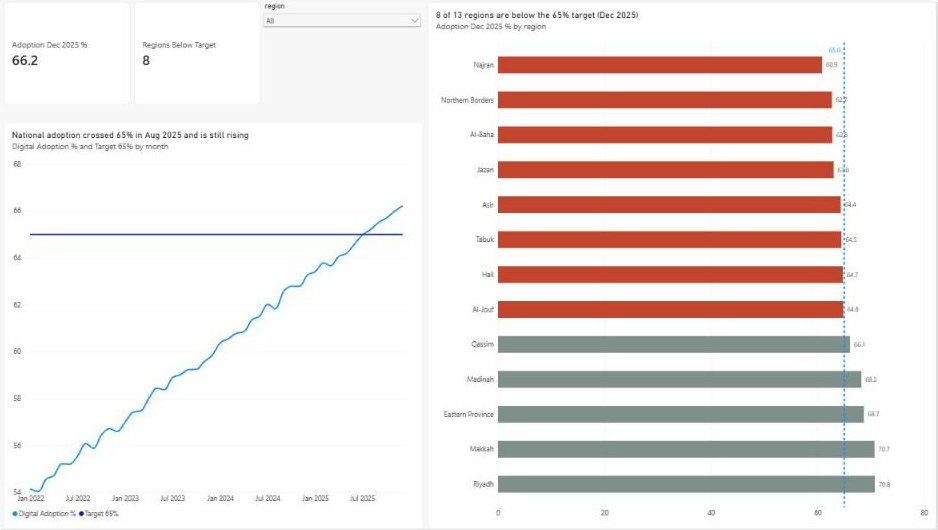 region
All
Adoption Dec 2025 %
66.2
Regions Below Target
8
National adoption crossed 65% in Aug 2025 and is still rising
Digital Adoption % and Target 65% by month
68
66
64
62
60
58
56
54
Jan 2022 Jul 2022 Jan 2023 Jul 2023 Jan 2024 Jul 2024 Jan 2025 Jul 2025
Digital Adoption % Target 65%
8 of 13 regions are below the 65% target (Dec 2025)
Adoption Dec 2025 % by region
65.0
Najran 60.9
Northern Borders
Al-Baha
Jazan
Asir 64.4
Tabuk 64.5
Hail 64.7
Al-Jouf 64.8
Qassim 66.1
Madinah 68.2
Eastern Province 68.7
Makkah 70.7
Riyadh 70.8
0 20 40 60 80